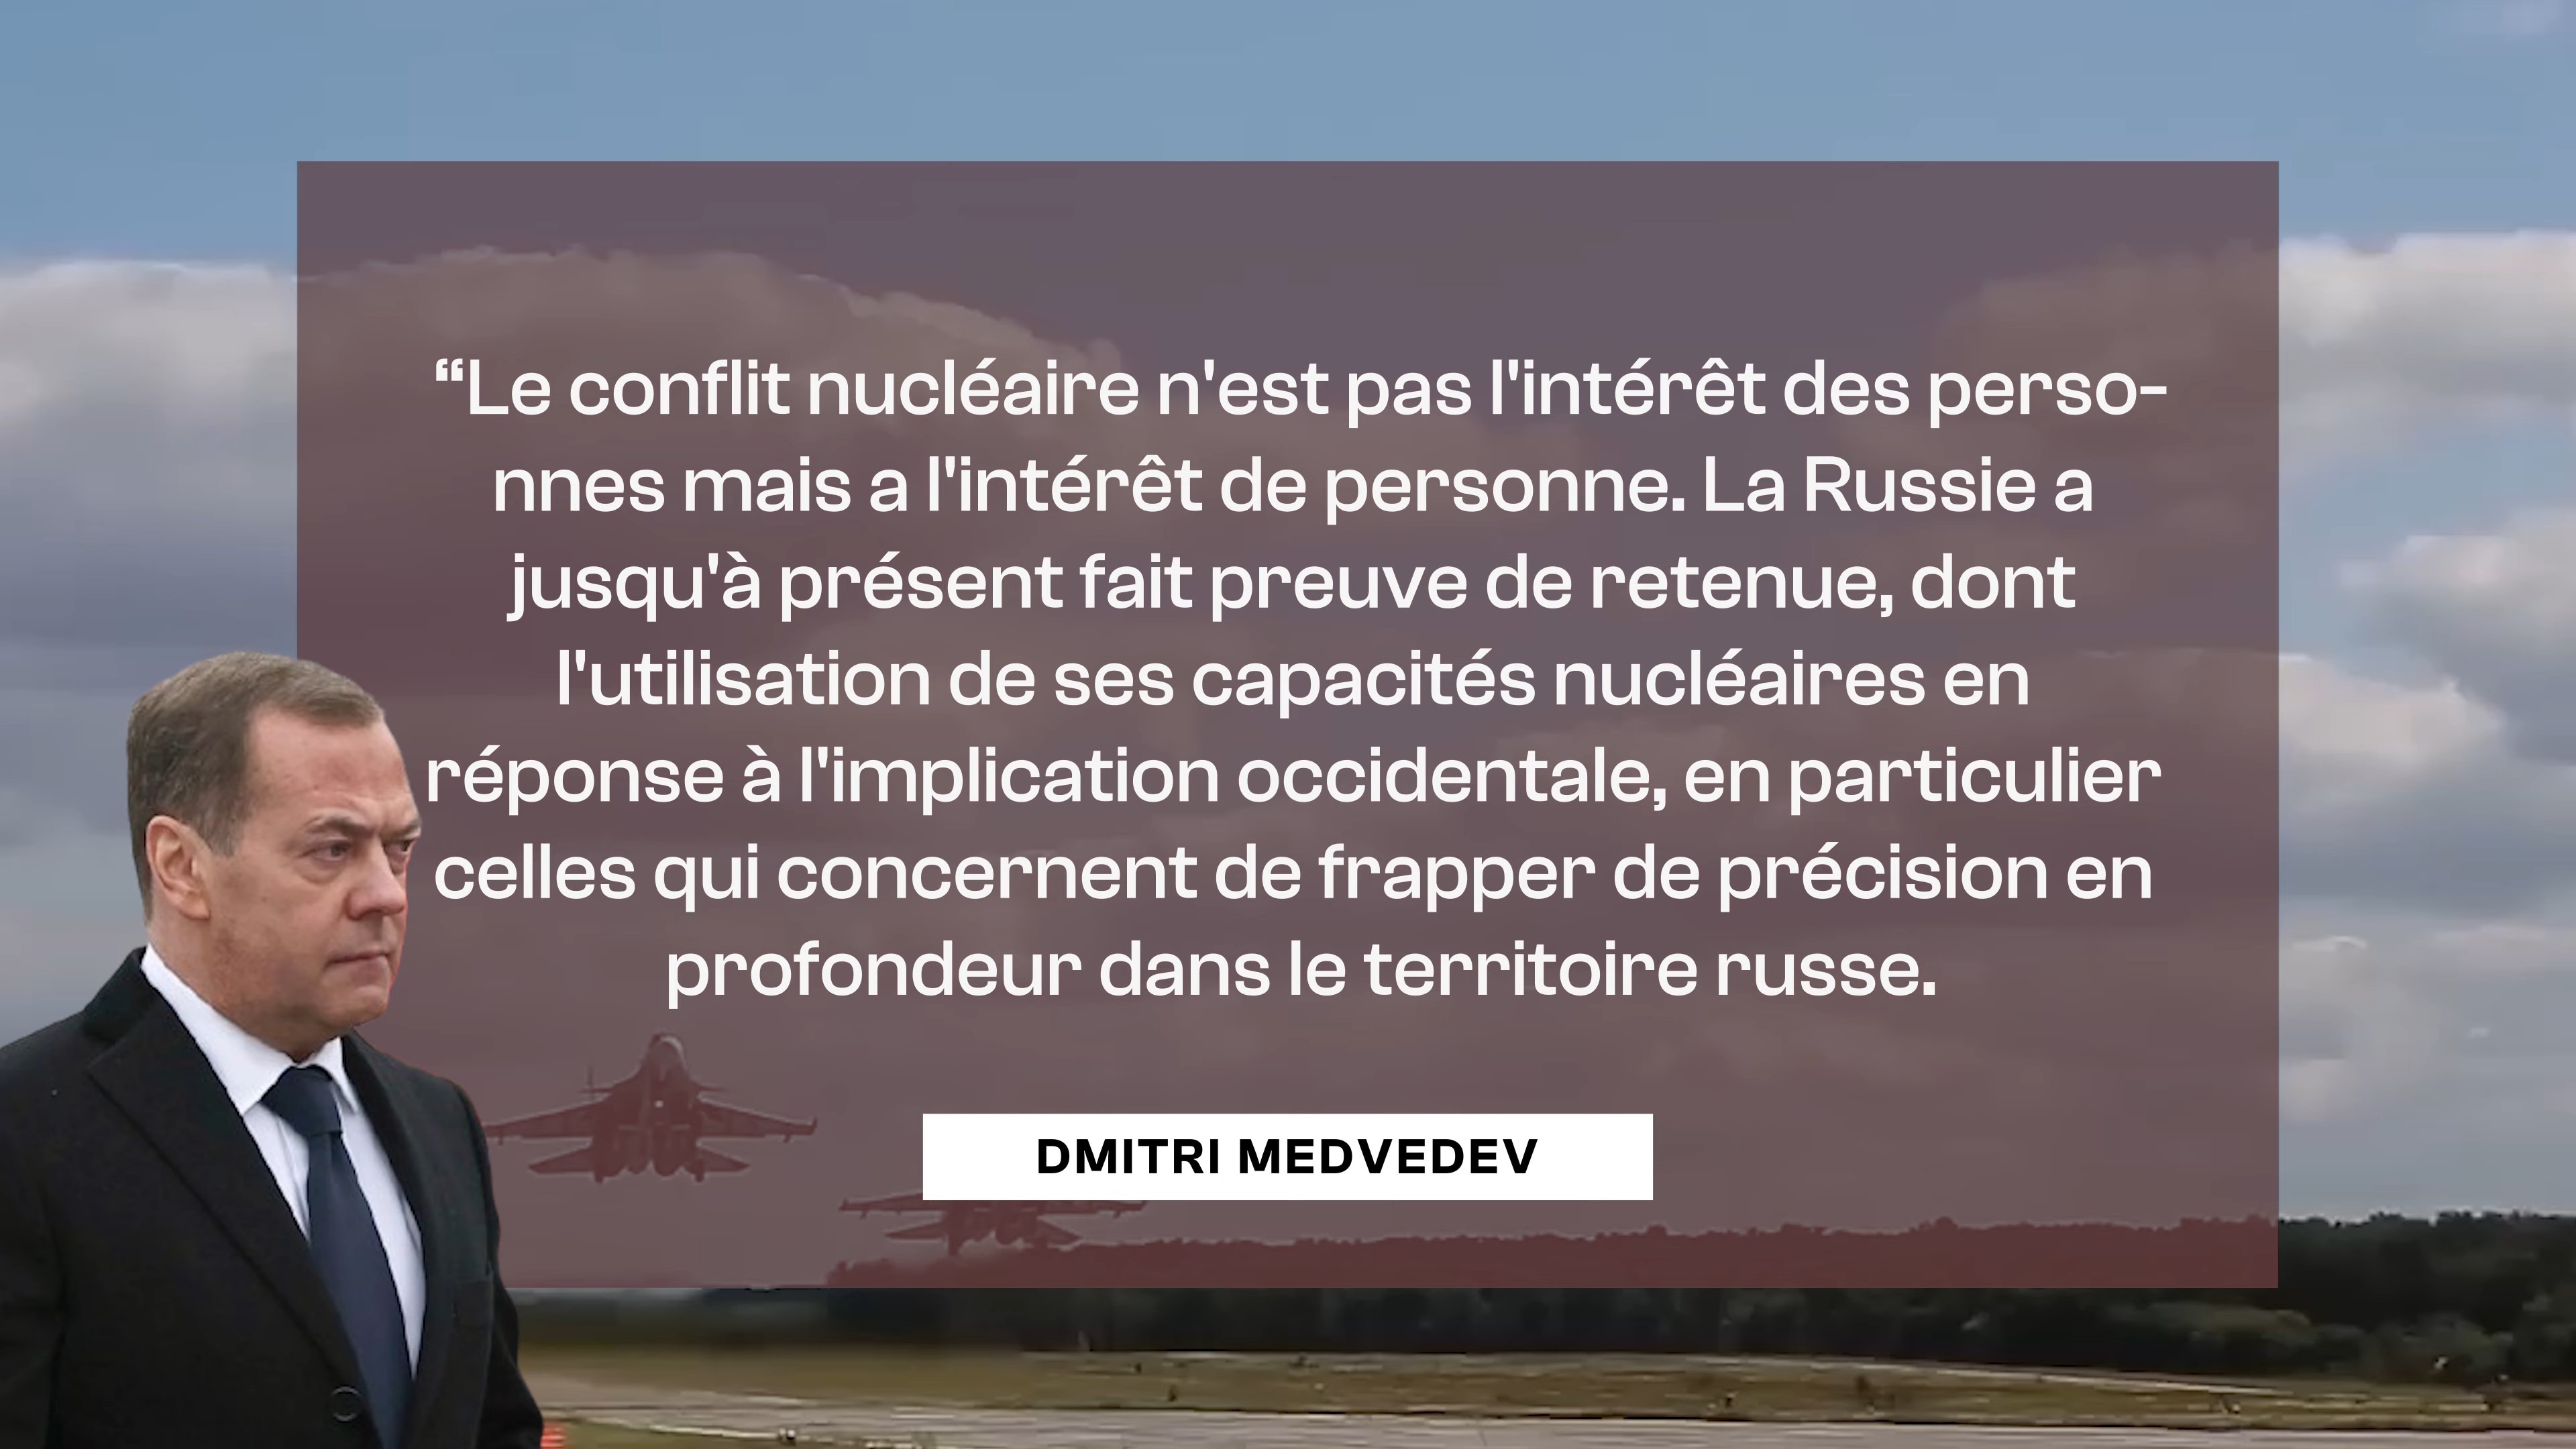 “Le conflit nucléaire n'est pas l'intérêt des perso-
nnes mais a l'intérêt de personne. La Russie a
jusqu'à présent fait preuve de retenue, dont
l'utilisation de ses capacités nucléaires en
réponse à l'implication occidentale, en particulier
celles qui concernent de frapper de précision en
profondeur dans le territoire russe.
DMITRI MEDVEDEV